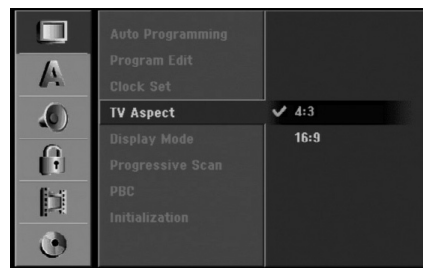 Auto Programming
Program Edit
Clock Set
TV Aspect
✔ 4:3
16:9
Display Mode
Progressive Scan
PBC
Initialization